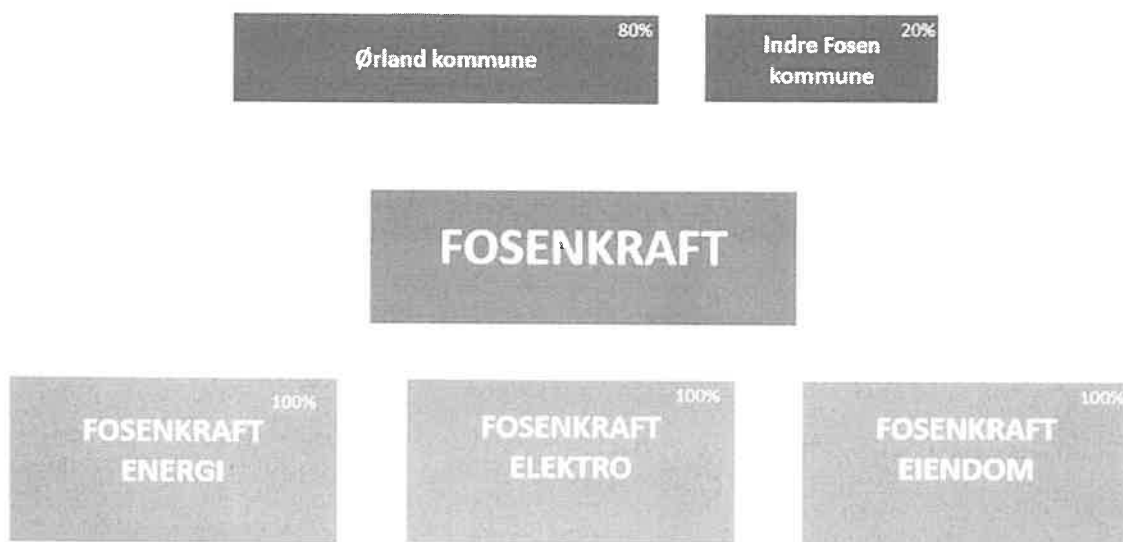 80%
Ørland kommune
20%
Indre Fosen
kommune
FOSENKRAFT
100%
FOSENKRAFT
ENERGI
100%
FOSENKRAFT
ELEKTRO
100%
FOSENKRAFT
EIENDOM